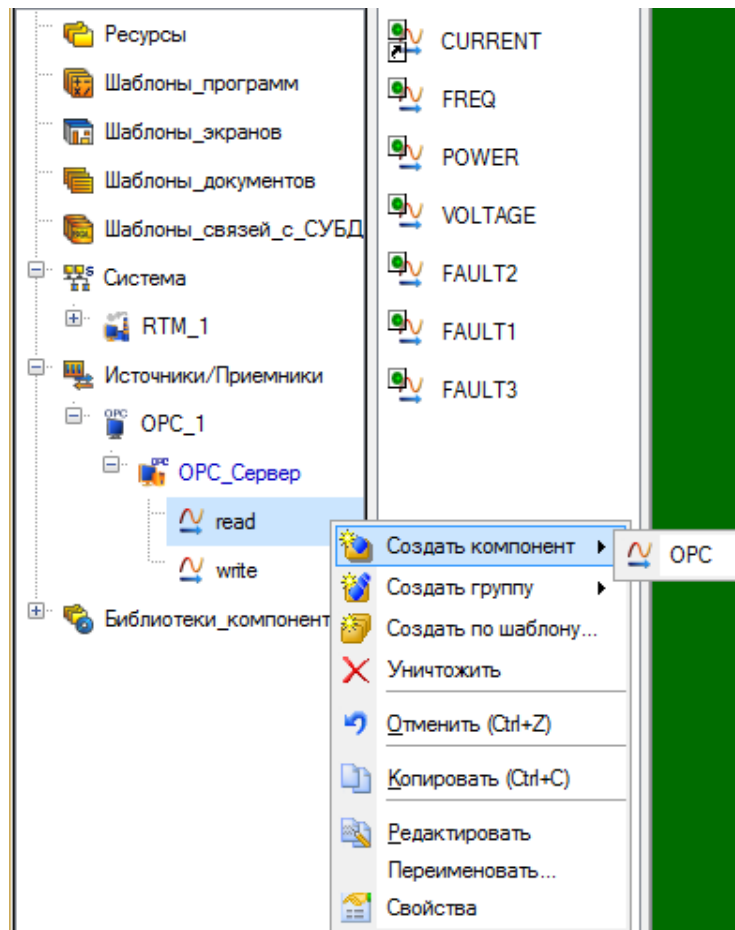 Ресурсы
Шаблоны_программ
Шаблоны_экранов
Шаблоны_документов
Шаблоны_связей_с_СУБД
Система
RTM_1
Источники/Приемники
OPC_1
OPC_Сервер
read
write
Библиотеки_компонент
CURRENT
FREQ
POWER
VOLTAGE
FAULT2
FAULT1
FAULT3
Создать компонент
Создать группу
Создать по шаблону...
Уничтожить
Отменить (Ctrl+Z)
Копировать (Ctrl+C)
Редактировать
Переименовать...
Свойства
OPC